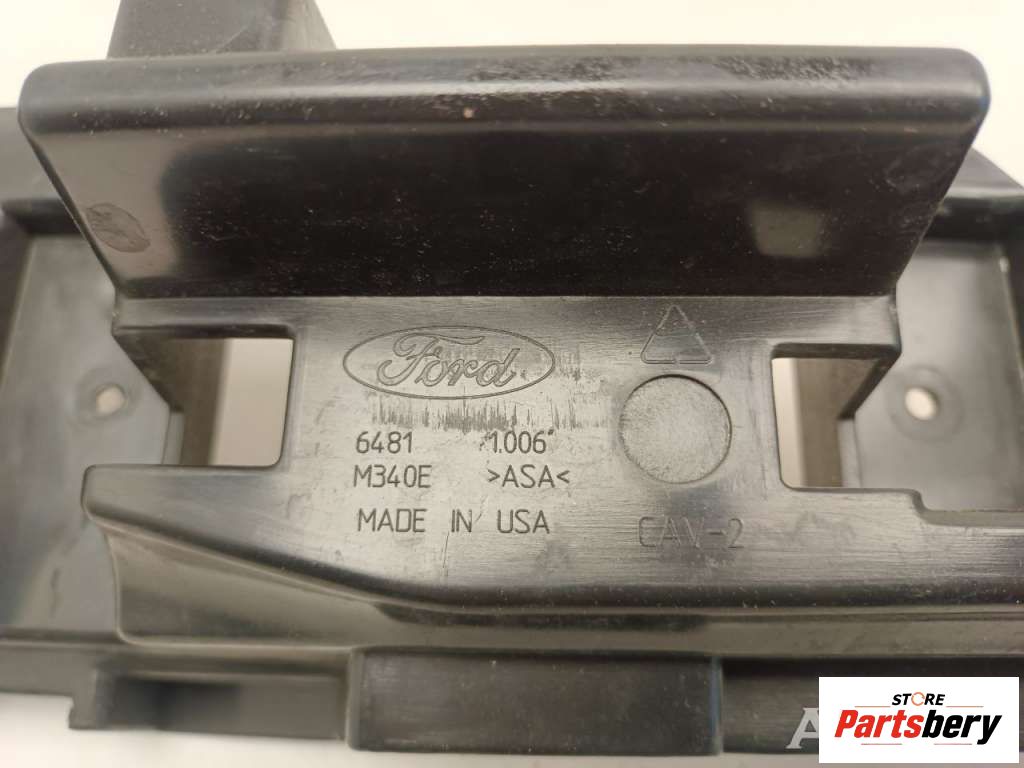 Ford
6481 1.006"
M340E >ASA<
MADE IN USA
CAV-2
STORE
Partsbery